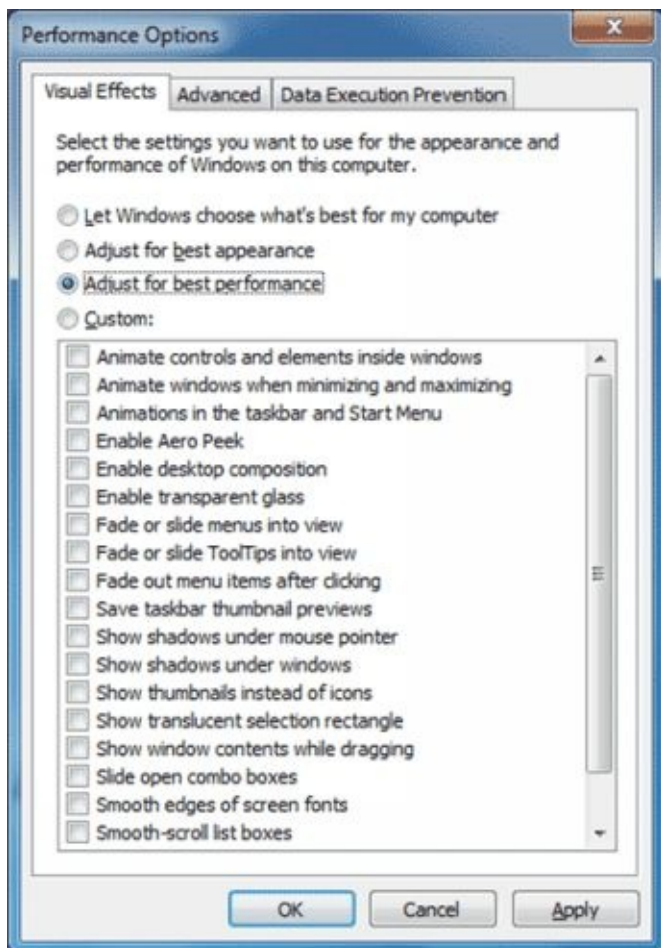 Performance Options
Visual Effects
Advanced
Data Execution Prevention
Select the settings you want to use for the appearance and
performance of Windows on this computer.
Let Windows choose what's best for my computer
Adjust for best appearance
Adjust for best performance
Custom:
Animate controls and elements inside windows
Animate windows when minimizing and maximizing
Animations in the taskbar and Start Menu
Enable Aero Peek
Enable desktop composition
Enable transparent glass
Fade or slide menus into view
Fade or slide ToolTips into view
Fade out menu items after clicking
Save taskbar thumbnail previews
Show shadows under mouse pointer
Show shadows under windows
Show thumbnails instead of icons
Show translucent selection rectangle
Show window contents while dragging
Slide open combo boxes
Smooth edges of screen fonts
Smooth-scroll list boxes
OK
Cancel
Apply